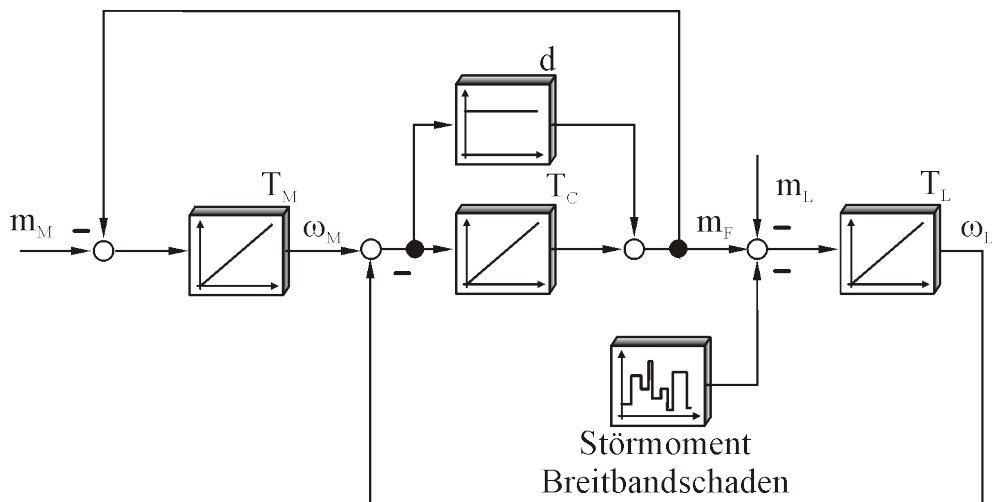 d
T_M
T_C
m_L
T_L
m_M
ω_M
m_F
ω_L
Störmoment
Breitbandschaden